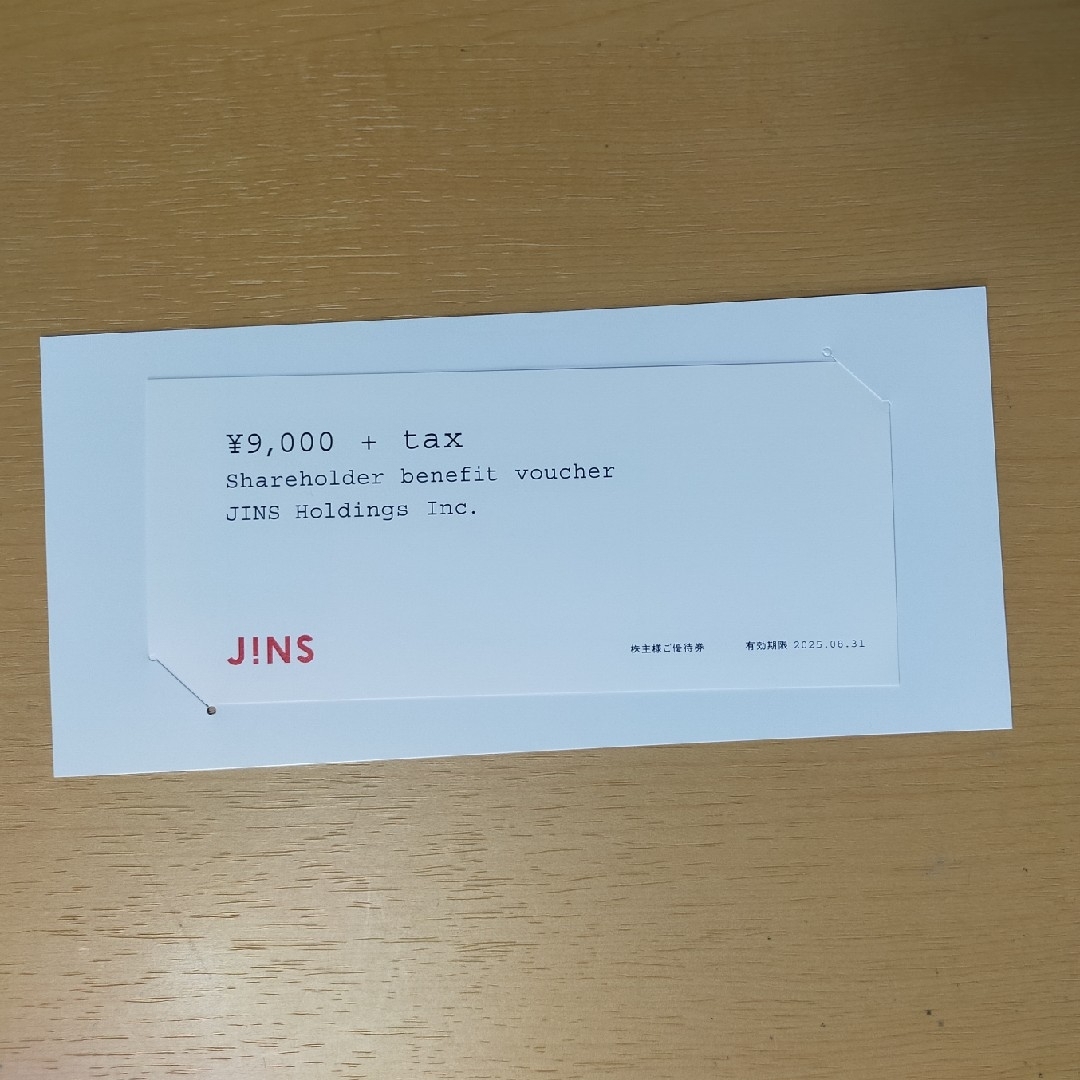 ¥9,000 + tax
Shareholder benefit voucher
JINS Holdings Inc.
J!NS
株主様ご優待券 有効期限 2025.08.31